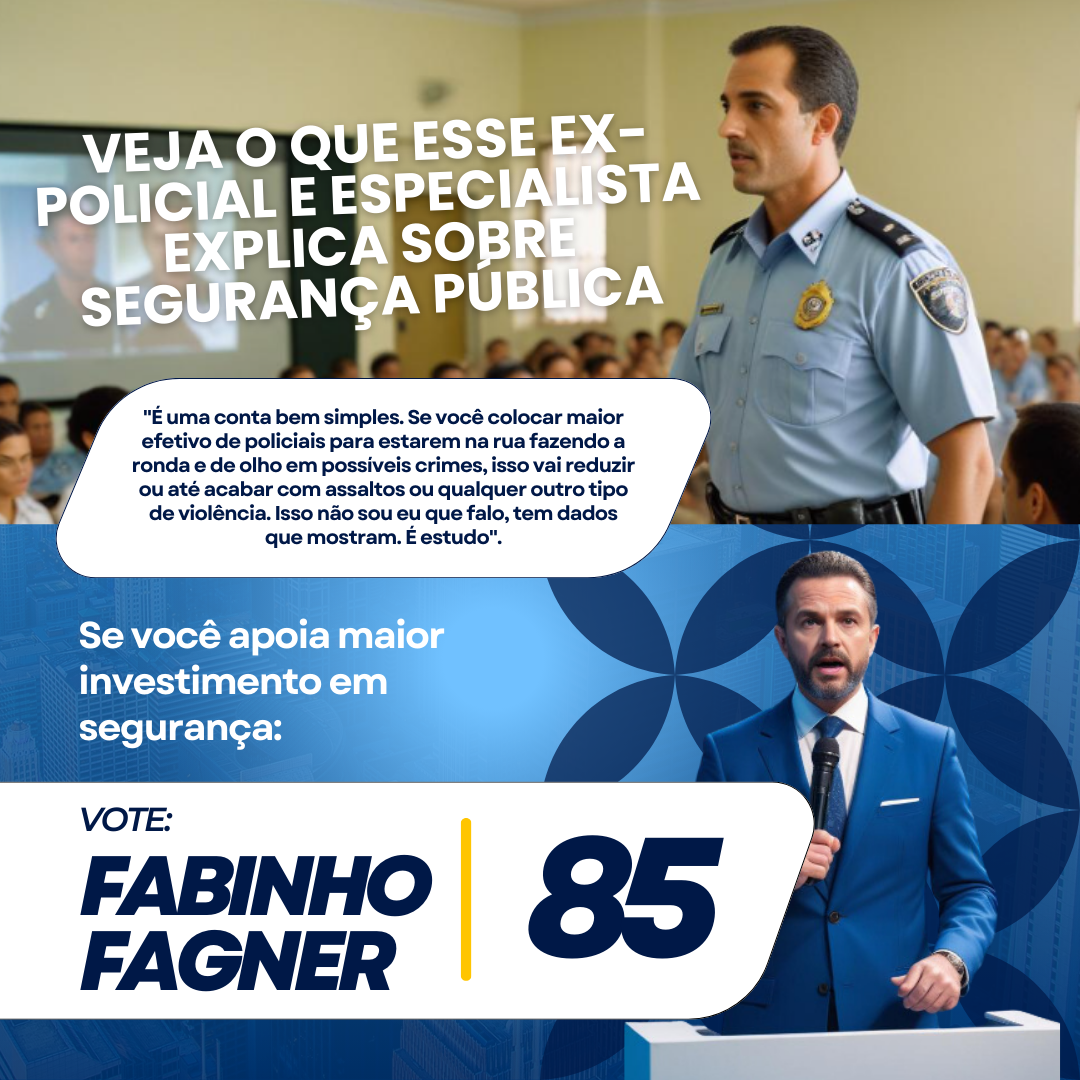 VEJA O QUE ESSE EX-
POLICIAL E ESPECIALISTA
EXPLICA SOBRE
SEGURANÇA PÚBLICA
"É uma conta bem simples. Se você colocar maior
efetivo de policiais para estarem na rua fazendo a
ronda e de olho em possíveis crimes, isso vai reduzir
ou até acabar com assaltos ou qualquer outro tipo
de violência. Isso não sou eu que falo, tem dados
que mostram. É estudo".
Se você apoia maior
investimento em
segurança:
VOTE:
FABINHO
FAGNER
85